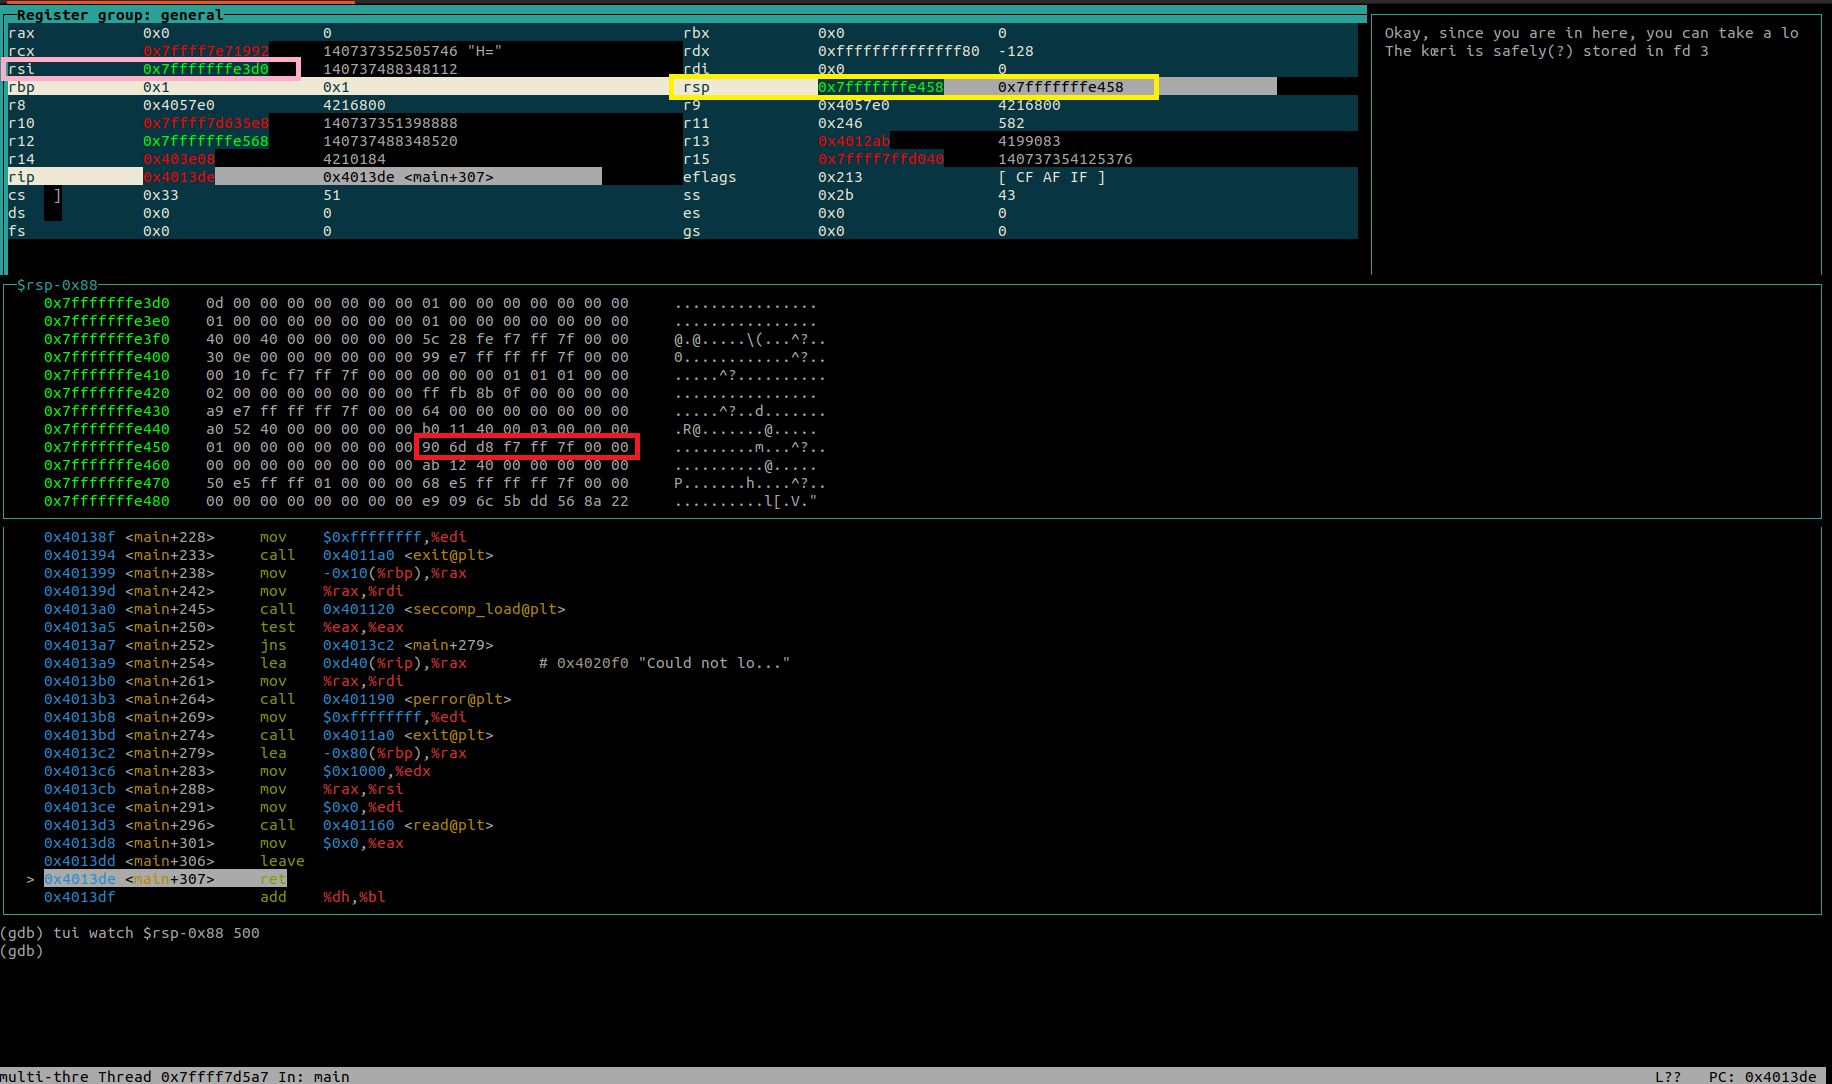 Register group: general
rax 0x0 0 rbx 0x0 0
rcx 0x7ffff7e71992 140737352505746 "H=" rdx 0xffffffffffffff80 -128
rsi 0x7fffffffe3d0 140737488348112 rdi 0x0 0
rbp 0x1 0x1 rsp 0x7fffffffe458 0x7fffffffe458
r8 0x4057e0 4216800 r9 0x4057e0 4216800
r10 0x7ffff7d635e8 140737351398888 r11 0x246 582
r12 0x7fffffffe568 140737488348520 r13 0x4012ab 4199083
r14 0x403e08 4210184 r15 0x7ffff7ffd040 140737354125376
rip 0x4013de 0x4013de <main+307> eflags 0x213 [ CF AF IF ]
cs ] 0x33 51 ss 0x2b 43
ds 0x0 0 es 0x0 0
fs 0x0 0 gs 0x0 0
Okay, since you are in here, you can take a lo
The kœri is safely(?) stored in fd 3
$rsp-0x88
0x7fffffffe3d0 0d 00 00 00 00 00 00 00 01 00 00 00 00 00 00 00 ................
0x7fffffffe3e0 01 00 00 00 00 00 00 00 01 00 00 00 00 00 00 00 ................
0x7fffffffe3f0 40 00 40 00 00 00 00 00 5c 28 fe f7 ff 7f 00 00 @.@.....\(...^?..
0x7fffffffe400 30 0e 00 00 00 00 00 00 99 e7 ff ff ff 7f 00 00 0............^?..
0x7fffffffe410 00 10 fc f7 ff 7f 00 00 00 00 00 01 01 01 00 00 .....^?..........
0x7fffffffe420 02 00 00 00 00 00 00 00 ff fb 8b 0f 00 00 00 00 ................
0x7fffffffe430 a9 e7 ff ff ff 7f 00 00 64 00 00 00 00 00 00 00 .....^?..d.......
0x7fffffffe440 a0 52 40 00 00 00 00 00 b0 11 40 00 03 00 00 00 .R@.......@.....
0x7fffffffe450 01 00 00 00 00 00 00 00 90 6d d8 f7 ff 7f 00 00 .........m...^?..
0x7fffffffe460 00 00 00 00 00 00 00 00 ab 12 40 00 00 00 00 00 ..........@.....
0x7fffffffe470 50 e5 ff ff 01 00 00 00 68 e5 ff ff ff 7f 00 00 P.......h....^?..
0x7fffffffe480 00 00 00 00 00 00 00 00 e9 09 6c 5b dd 56 8a 22 ..........l[.V."
0x40138f <main+228> mov $0xffffffff,%edi
0x401394 <main+233> call 0x4011a0 <exit@plt>
0x401399 <main+238> mov -0x10(%rbp),%rax
0x40139d <main+242> mov %rax,%rdi
0x4013a0 <main+245> call 0x401120 <seccomp_load@plt>
0x4013a5 <main+250> test %eax,%eax
0x4013a7 <main+252> jns 0x4013c2 <main+279>
0x4013a9 <main+254> lea 0xd40(%rip),%rax # 0x4020f0 "Could not lo..."
0x4013b0 <main+261> mov %rax,%rdi
0x4013b3 <main+264> call 0x401190 <perror@plt>
0x4013b8 <main+269> mov $0xffffffff,%edi
0x4013bd <main+274> call 0x4011a0 <exit@plt>
0x4013c2 <main+279> lea -0x80(%rbp),%rax
0x4013c6 <main+283> mov $0x1000,%edx
0x4013cb <main+288> mov %rax,%rsi
0x4013ce <main+291> mov $0x0,%edi
0x4013d3 <main+296> call 0x401160 <read@plt>
0x4013d8 <main+301> mov $0x0,%eax
0x4013dd <main+306> leave
> 0x4013de <main+307> ret
0x4013df add %dh,%bl
(gdb) tui watch $rsp-0x88 500
(gdb)
multi-thre Thread 0x7ffff7d5a7 In: main L?? PC: 0x4013de